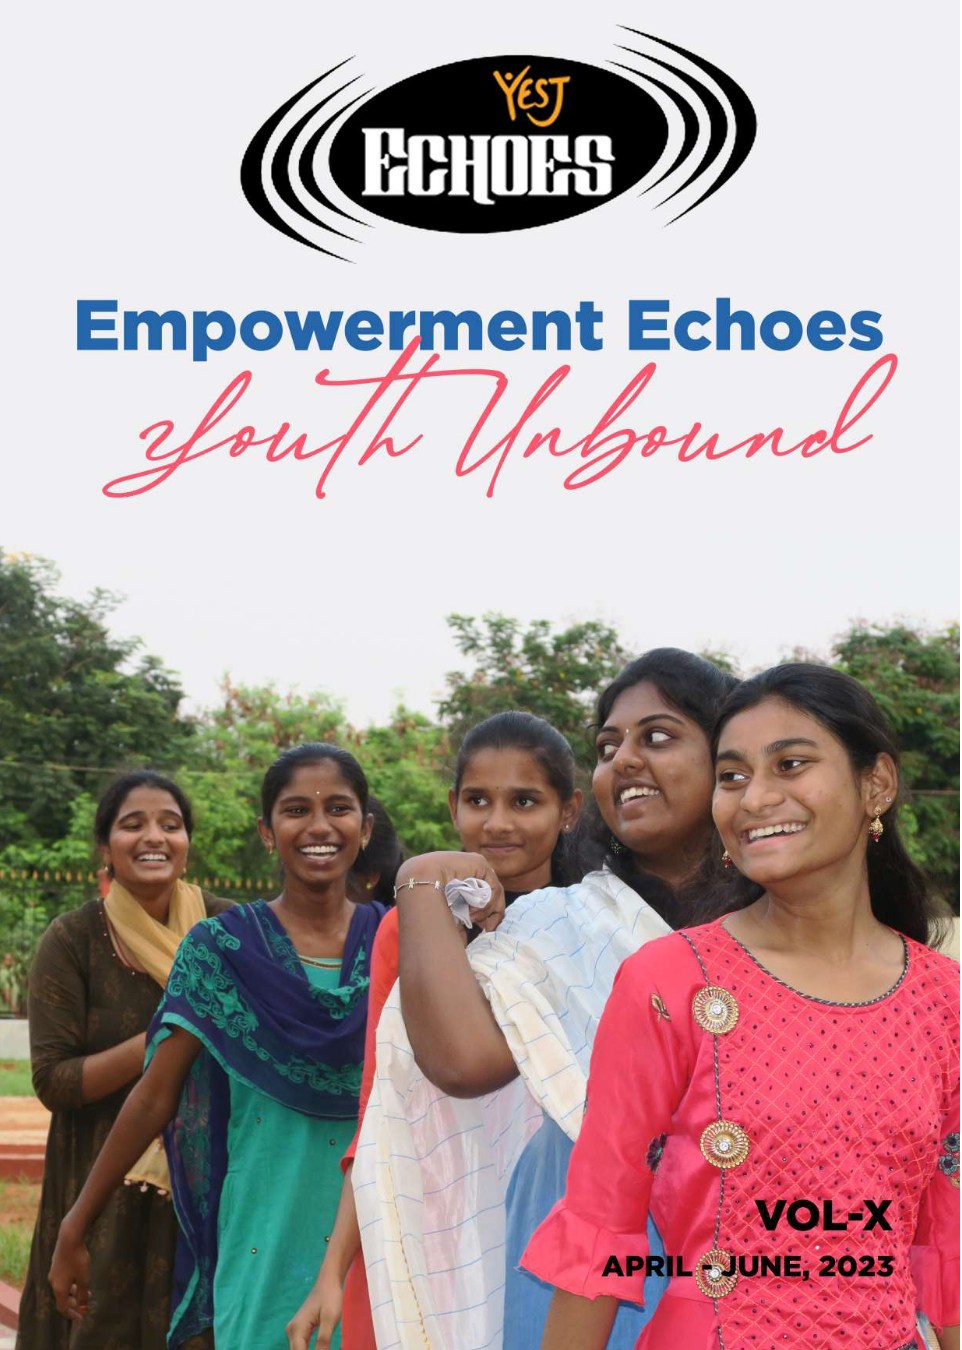 YESJ
ECHOES
Empowerment Echoes
Youth Unbound
VOL-X
APRIL - JUNE, 2023